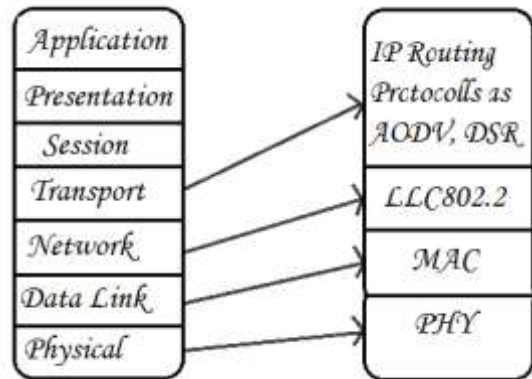 Application
Presentation
Session
Transport
Network
Data Link
Physical
IP Routing
Prctocolls as
AODV, DSR
LLC802.2
MAC
PHY